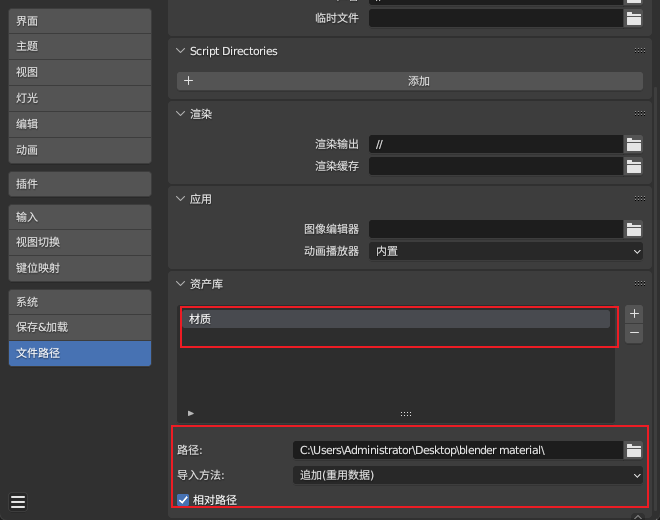 界面
主题
视图
灯光
编辑
动画
插件
输入
视图切换
键位映射
系统
保存&加载
文件路径
//
临时文件
Script Directories
添加
渲染
渲染输出 //
渲染缓存
应用
图像编辑器
动画播放器 内置
资产库
材质
路径: C:\Users\Administrator\Desktop\blender material\
导入方法: 追加(重用数据)
相对路径